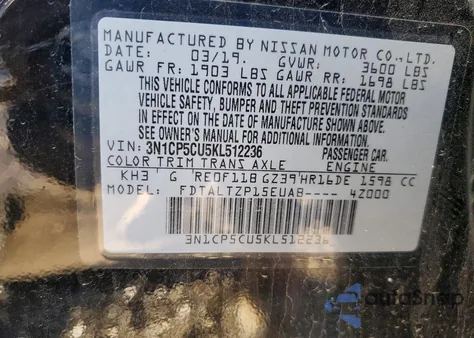 MANUFACTURED BY NISSAN MOTOR CO.,LTD.
DATE: 03/19. GVWR: 3600 LBS
GAWR FR: 1903 LBS GAWR RR: 1698 LBS
THIS VEHICLE CONFORMS TO ALL APPLICABLE FEDERAL MOTOR
VEHICLE SAFETY, BUMPER AND THEFT PREVENTION STANDARDS
IN EFFECT ON THE DATE OF MANUFACTURE SHOWN ABOVE.
SEE OWNER'S MANUAL FOR ADDITIONAL INFORMATION.
VIN: 3N1CP5CU5KL512236 PASSENGER CAR
COLOR TRIM TRANS AXLE ENGINE
KH3 G RE0F11B GZ39 HR16DE 1598 CC
MODEL: FDTALTZP15EUAB---- 42000
3N1CP5CU5KL512236
autoSnap